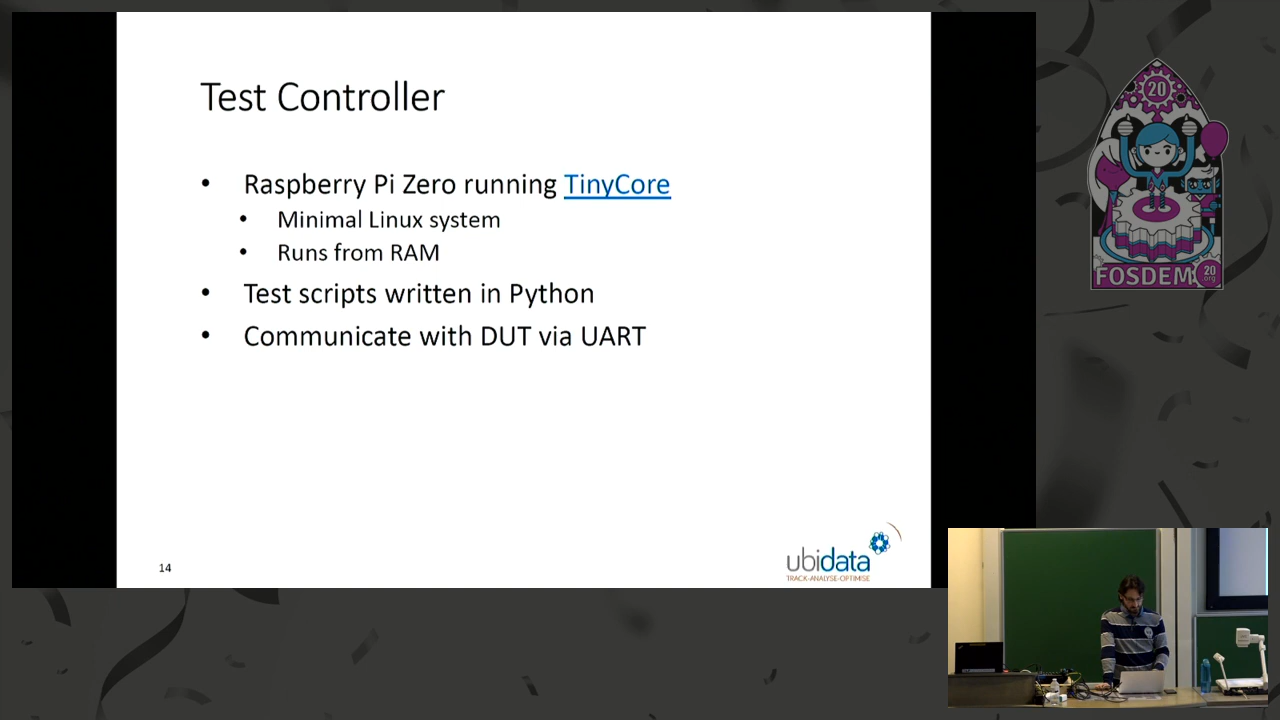 Test Controller
• Raspberry Pi Zero running TinyCore
• Minimal Linux system
• Runs from RAM
• Test scripts written in Python
• Communicate with DUT via UART
14
ubidata
TRACK-ANALYSE-OPTIMISE
20
FOSDEM
20
org